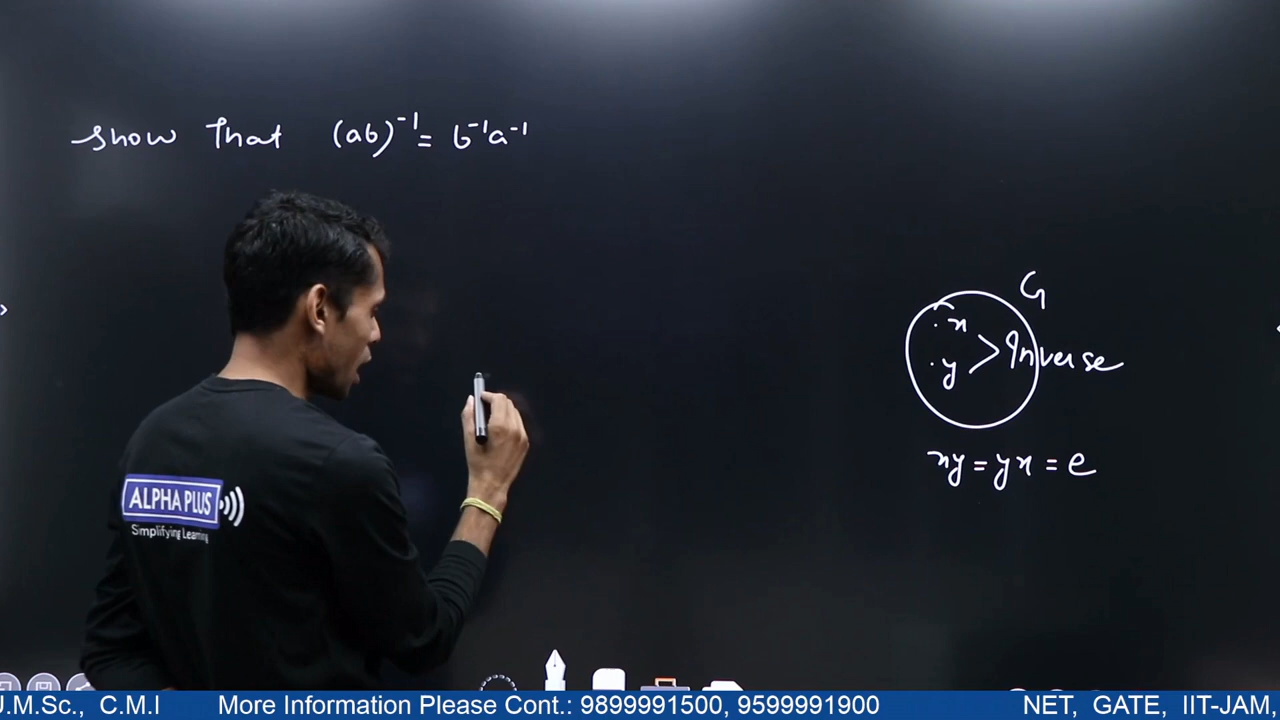 show that (ab)⁻¹ = b⁻¹a⁻¹
G
. x
. y > Inverse
xy = yx = e
ALPHA PLUS
Simplifying Learning
J.M.Sc., C.M.I More Information Please Cont.: 9899991500, 9599991900 NET, GATE, IIT-JAM,